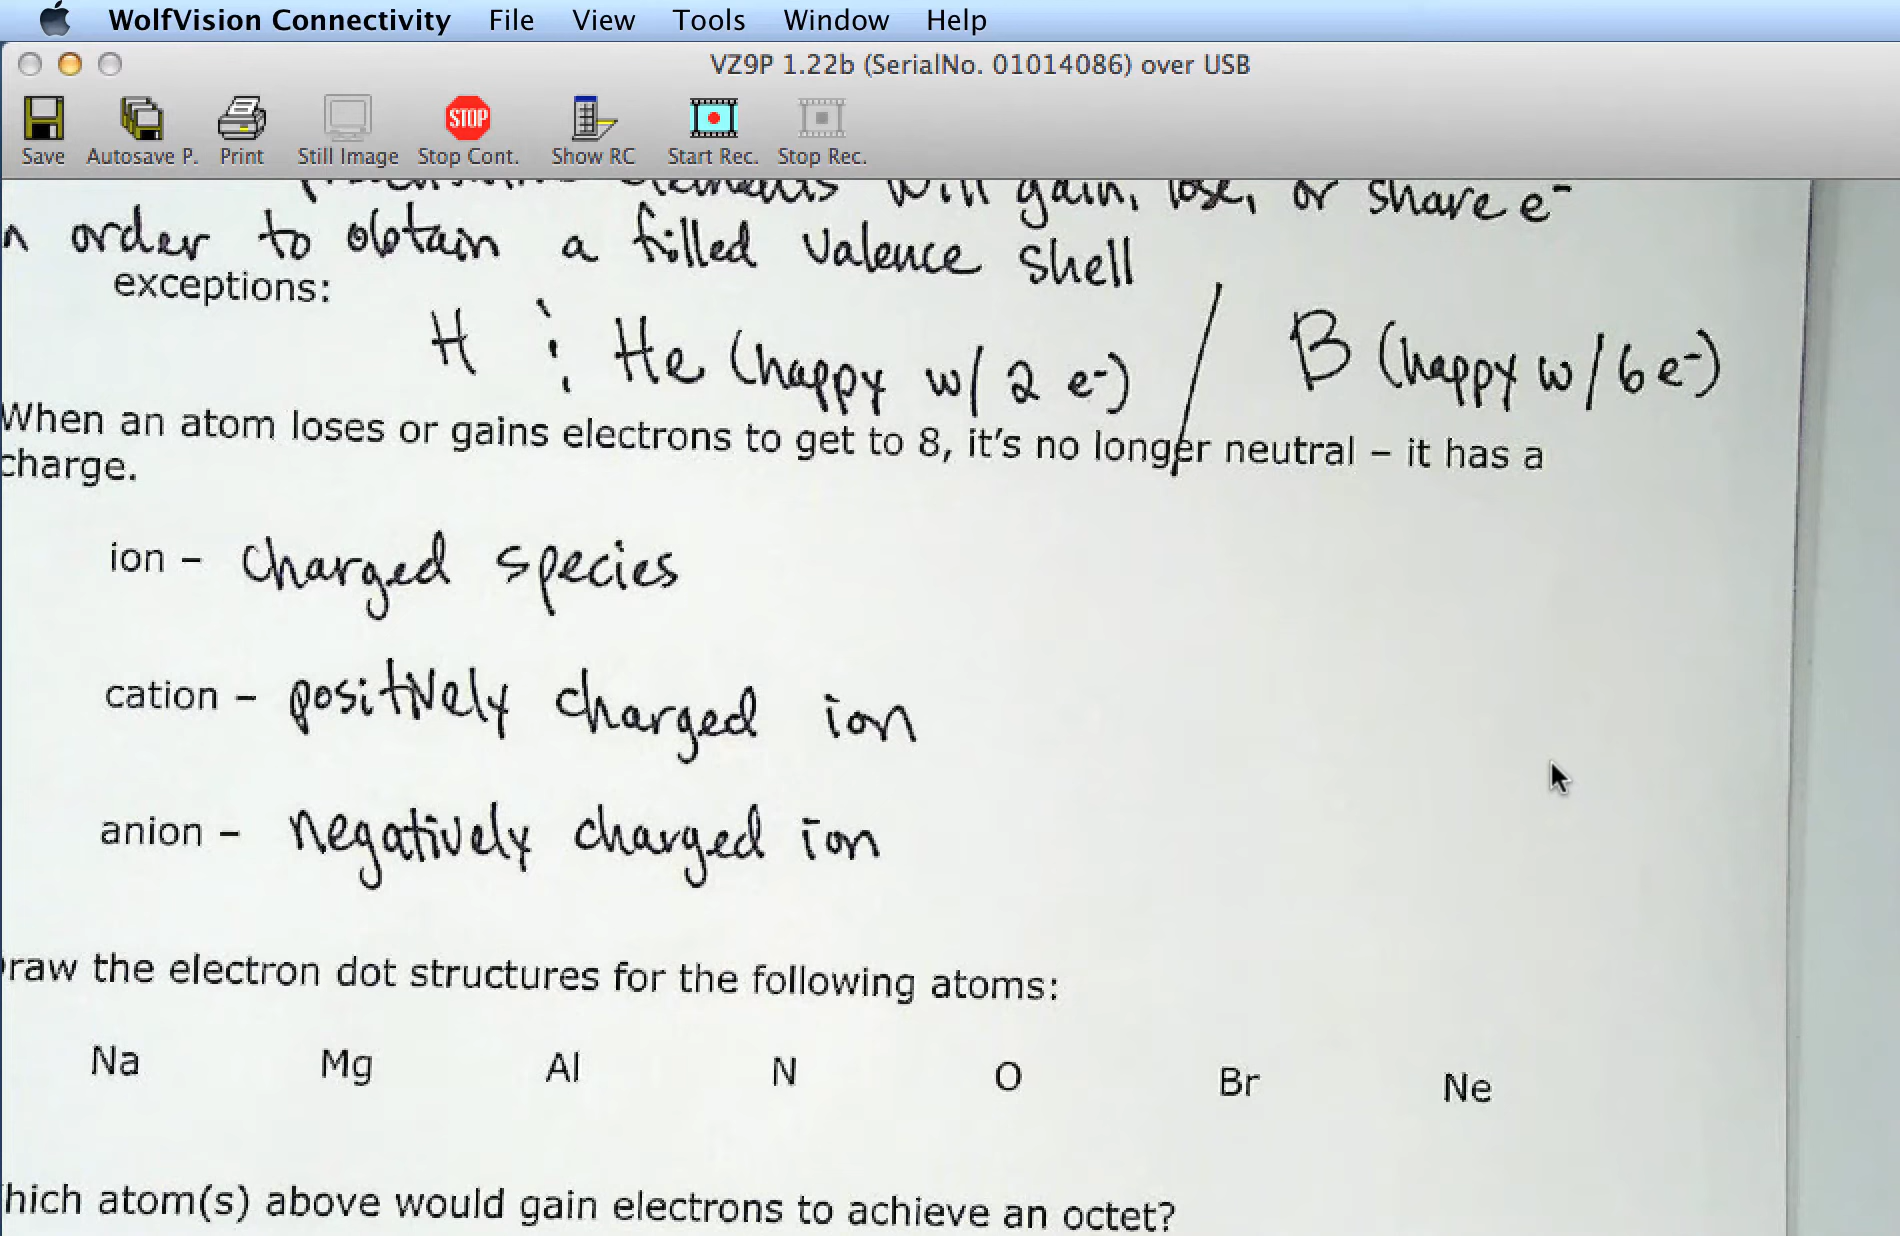 WolfVision Connectivity File View Tools Window Help
VZ9P 1.22b (SerialNo. 01014086) over USB
Save Autosave P. Print Still Image STOP Stop Cont. Show RC Start Rec. Stop Rec.
elements will gain, lose, or share e⁻
n order to obtain a filled valence shell
exceptions:
H : He (happy w/ 2 e⁻) / B (happy w/ 6 e⁻)
When an atom loses or gains electrons to get to 8, it's no longer neutral – it has a
charge.
ion – charged species
cation – positively charged ion
anion – negatively charged ion
raw the electron dot structures for the following atoms:
Na Mg Al N O Br Ne
hich atom(s) above would gain electrons to achieve an octet?